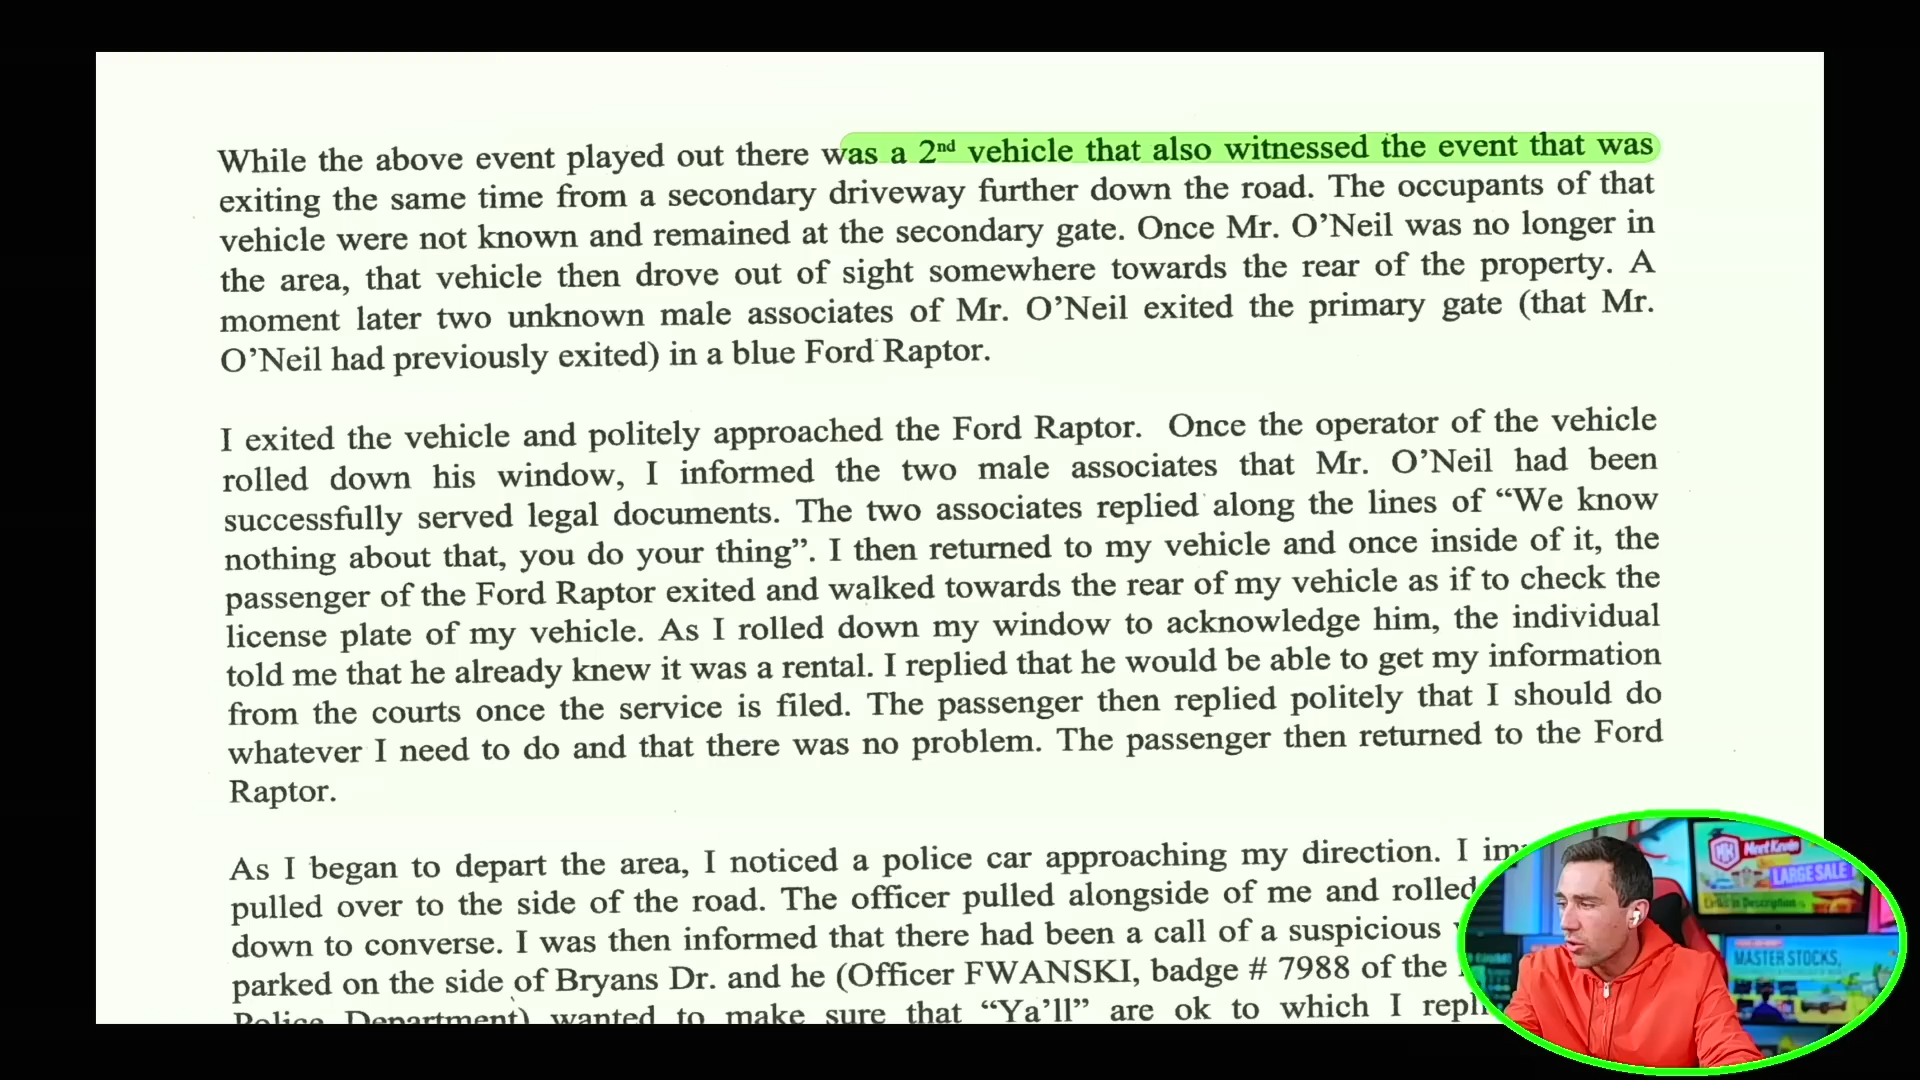 While the above event played out there was a 2nd vehicle that also witnessed the event that was
exiting the same time from a secondary driveway further down the road. The occupants of that
vehicle were not known and remained at the secondary gate. Once Mr. O’Neil was no longer in
the area, that vehicle then drove out of sight somewhere towards the rear of the property. A
moment later two unknown male associates of Mr. O’Neil exited the primary gate (that Mr.
O’Neil had previously exited) in a blue Ford Raptor.
I exited the vehicle and politely approached the Ford Raptor. Once the operator of the vehicle
rolled down his window, I informed the two male associates that Mr. O’Neil had been
successfully served legal documents. The two associates replied along the lines of “We know
nothing about that, you do your thing”. I then returned to my vehicle and once inside of it, the
passenger of the Ford Raptor exited and walked towards the rear of my vehicle as if to check the
license plate of my vehicle. As I rolled down my window to acknowledge him, the individual
told me that he already knew it was a rental. I replied that he would be able to get my information
from the courts once the service is filed. The passenger then replied politely that I should do
whatever I need to do and that there was no problem. The passenger then returned to the Ford
Raptor.
As I began to depart the area, I noticed a police car approaching my direction. I im
pulled over to the side of the road. The officer pulled alongside of me and rolled
down to converse. I was then informed that there had been a call of a suspicious
parked on the side of Bryans Dr. and he (Officer FWANSKI, badge # 7988 of the
Police Department) wanted to make sure that “Ya’ll” are ok to which I repl
Meet Kevin
LARGE SALE
Links in Description
MASTER STOCKS,